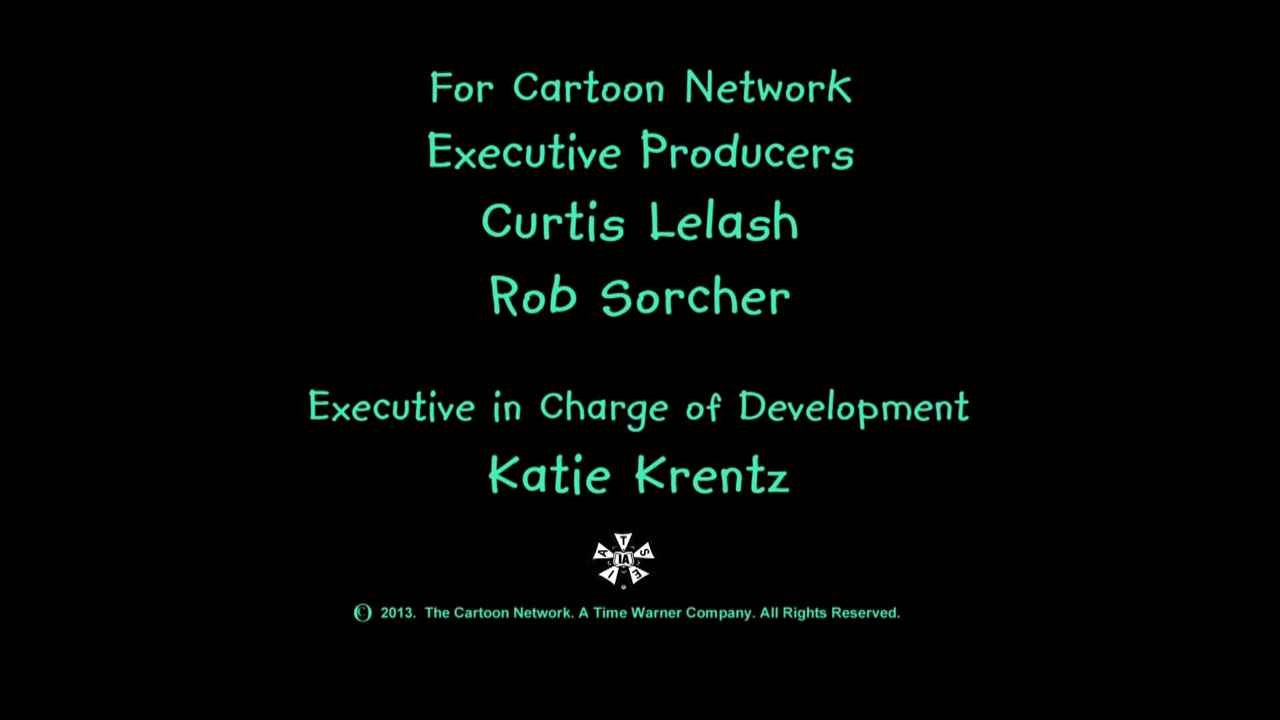 For Cartoon Network
Executive Producers
Curtis Lelash
Rob Sorcher
Executive in Charge of Development
Katie Krentz
I A T S E
IA
© 2013. The Cartoon Network. A Time Warner Company. All Rights Reserved.